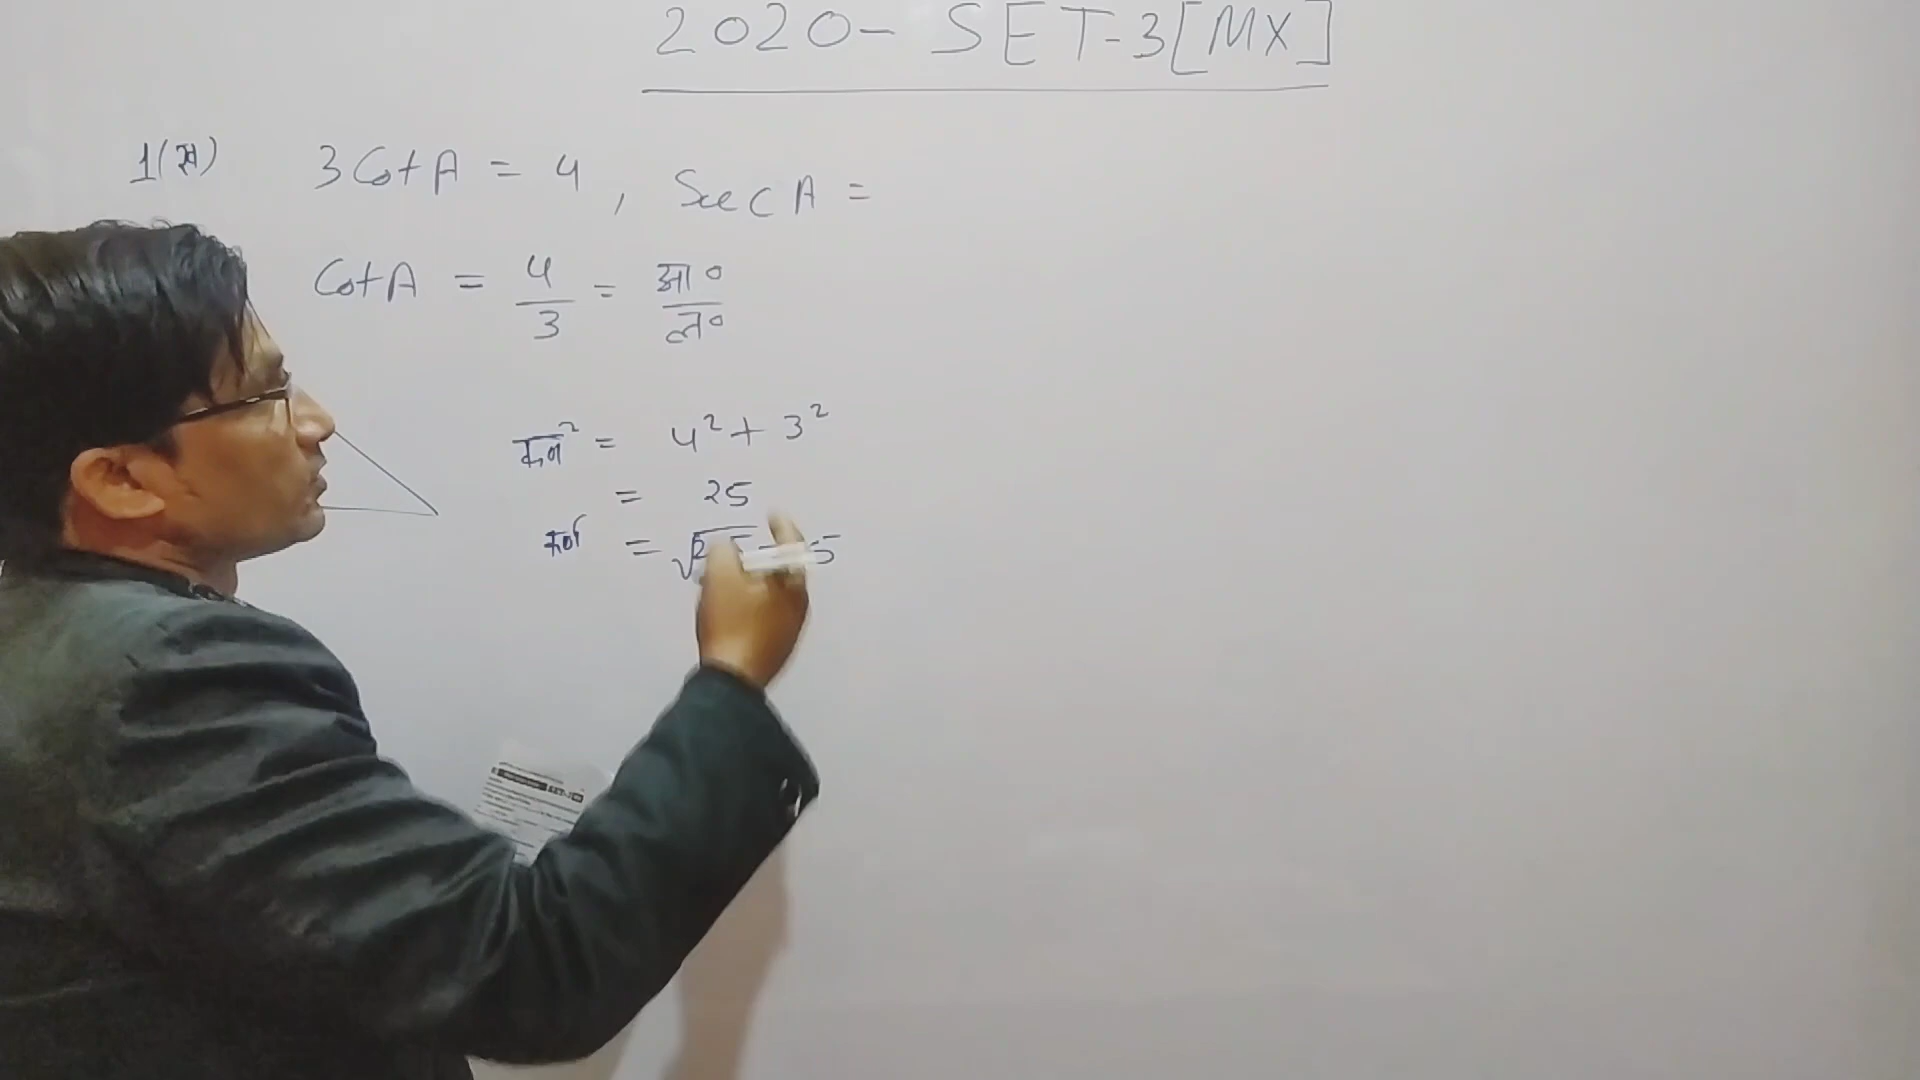 2020- SET-3[MX]
1(स) 3 Cot A = 4 , Sec A =
Cot A = 4/3 = आ०/ल०
कर्ण² = 4² + 3²
= 25
कर्ण = √25 = 5